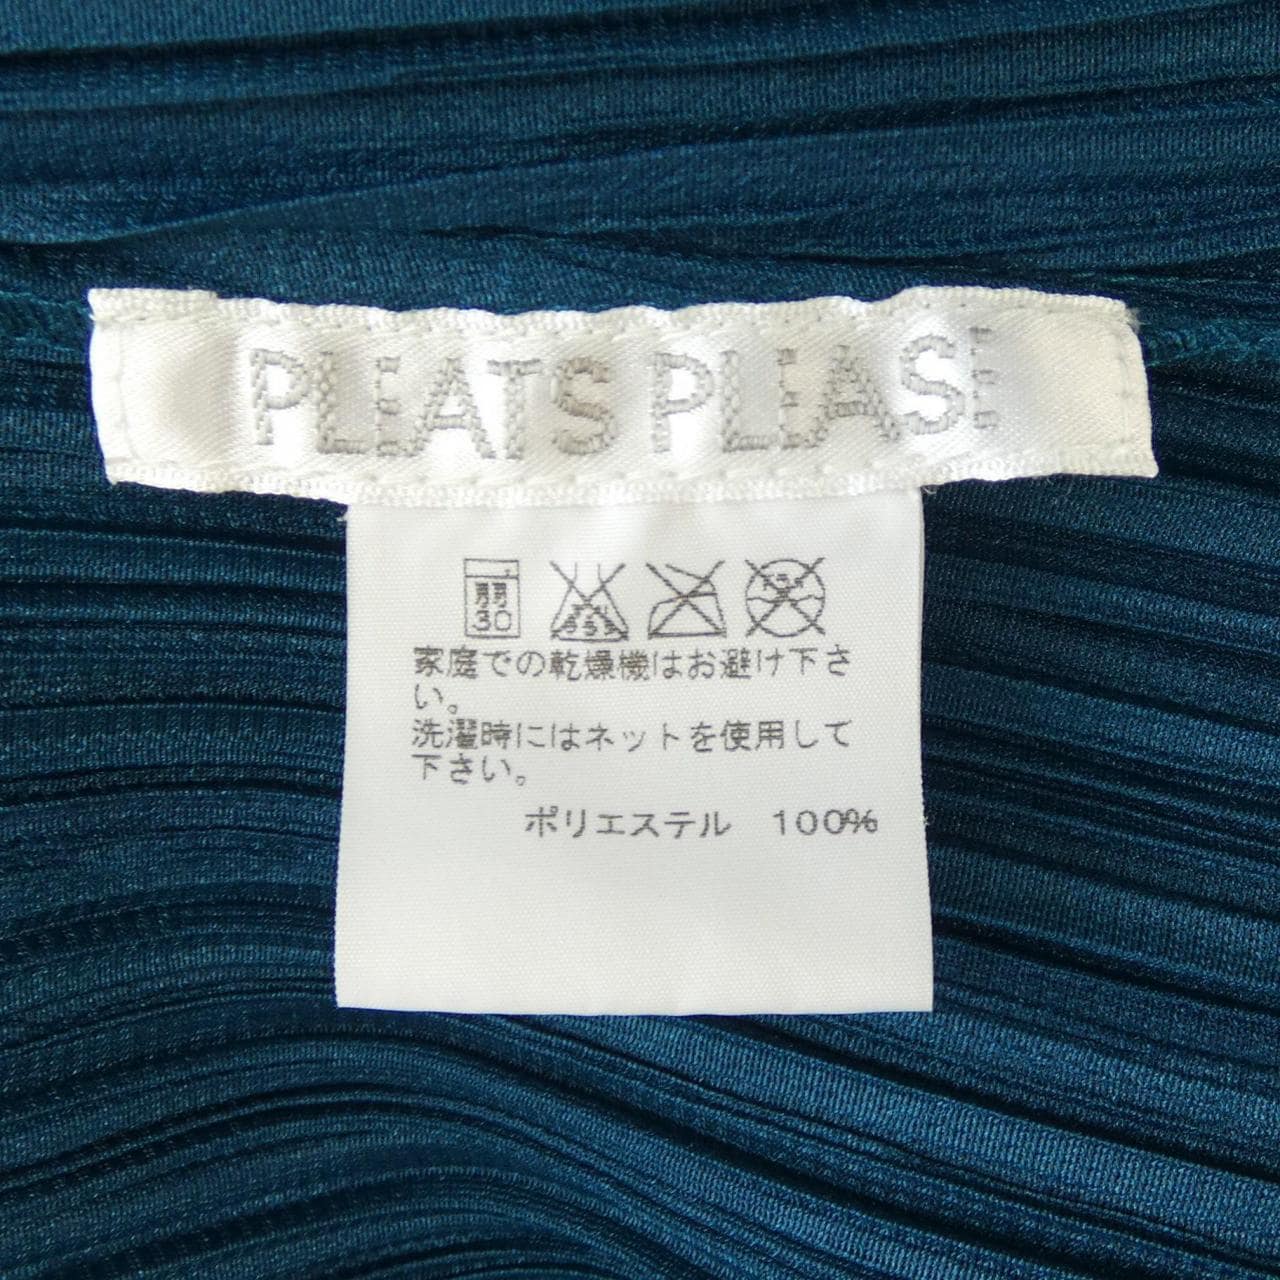 PLEATS PLEASE
弱
30
家庭での乾燥機はお避け下さ
い。
洗濯時にはネットを使用して
下さい。
ポリエステル 100%